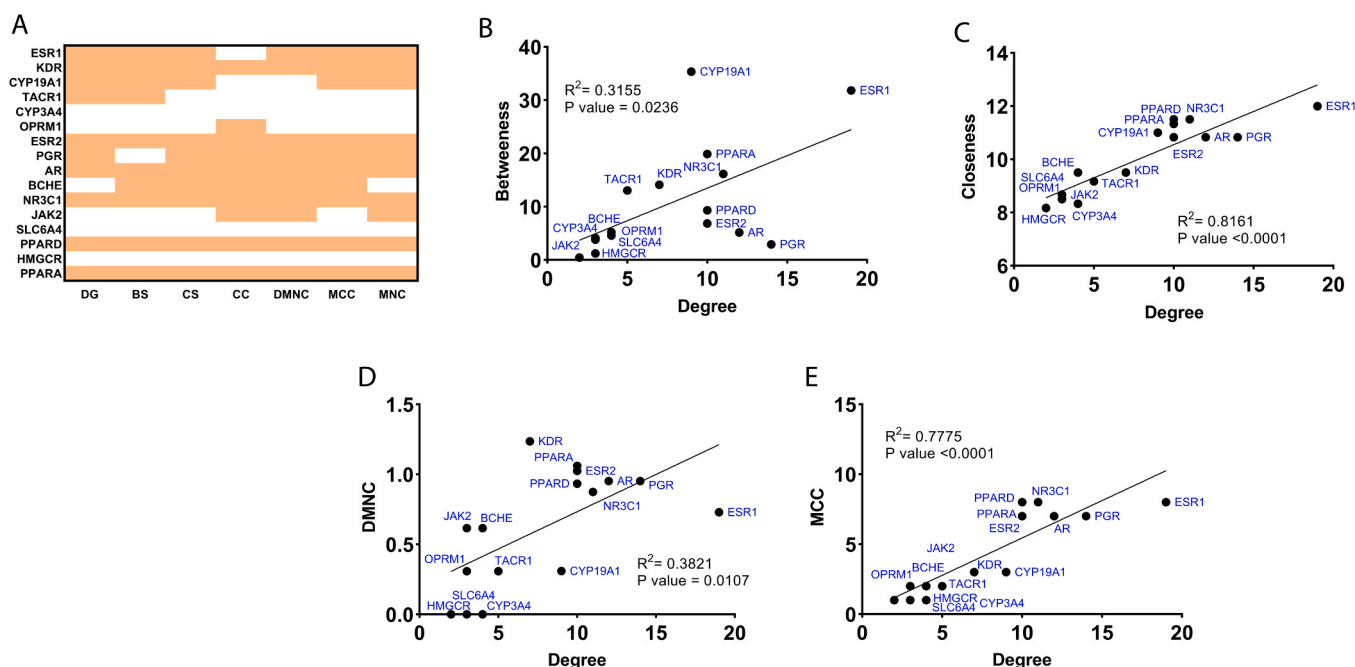 A
ESR1
KDR
CYP19A1
TACR1
CYP3A4
OPRM1
ESR2
PGR
AR
BCHE
NR3C1
JAK2
SLC6A4
PPARD
HMGCR
PPARA
DG BS CS CC DMNC MCC MNC
B
Betweeness
40
30
20
10
0
R2= 0.3155
P value = 0.0236
CYP19A1
ESR1
PPARA
NR3C1
KDR
TACR1
PPARD
ESR2
AR
PGR
BCHE
CYP3A4
OPRM1
SLC6A4
JAK2
HMGCR
0 5 10 15 20
Degree
C
Closeness
14
12
10
8
6
PPARD NR3C1
PPARA
ESR1
CYP19A1
ESR2
AR PGR
BCHE
SLC6A4
KDR
OPRM1
TACR1
JAK2
HMGCR CYP3A4
R2= 0.8161
P value <0.0001
0 5 10 15 20
Degree
D
DMNC
1.5
1.0
0.5
0.0
KDR
PPARA
ESR2
PPARD
AR PGR
NR3C1
ESR1
JAK2 BCHE
OPRM1 TACR1
CYP19A1
SLC6A4
HMGCR CYP3A4
R2= 0.3821
P value = 0.0107
0 5 10 15 20
Degree
E
MCC
15
10
5
0
R2= 0.7775
P value <0.0001
PPARD NR3C1
ESR1
PPARA
ESR2 AR PGR
JAK2
BCHE KDR CYP19A1
OPRM1
TACR1
HMGCR
SLC6A4 CYP3A4
0 5 10 15 20
Degree